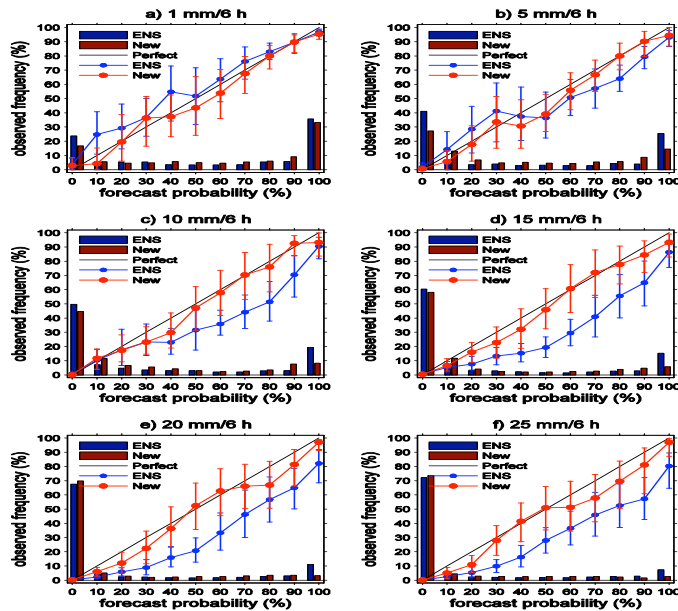 a) 1 mm/6 h
observed frequency (%)
100
90
80
70
60
50
40
30
20
10
0
ENS
New
Perfect
ENS
New
0 10 20 30 40 50 60 70 80 90 100
forecast probability (%)
b) 5 mm/6 h
observed frequency (%)
100
90
80
70
60
50
40
30
20
10
0
ENS
New
Perfect
ENS
New
0 10 20 30 40 50 60 70 80 90 100
forecast probability (%)
c) 10 mm/6 h
observed frequency (%)
100
90
80
70
60
50
40
30
20
10
0
ENS
New
Perfect
ENS
New
0 10 20 30 40 50 60 70 80 90 100
forecast probability (%)
d) 15 mm/6 h
observed frequency (%)
100
90
80
70
60
50
40
30
20
10
0
ENS
New
Perfect
ENS
New
0 10 20 30 40 50 60 70 80 90 100
forecast probability (%)
e) 20 mm/6 h
observed frequency (%)
100
90
80
70
60
50
40
30
20
10
0
ENS
New
Perfect
ENS
New
0 10 20 30 40 50 60 70 80 90 100
forecast probability (%)
f) 25 mm/6 h
observed frequency (%)
100
90
80
70
60
50
40
30
20
10
0
ENS
New
Perfect
ENS
New
0 10 20 30 40 50 60 70 80 90 100
forecast probability (%)